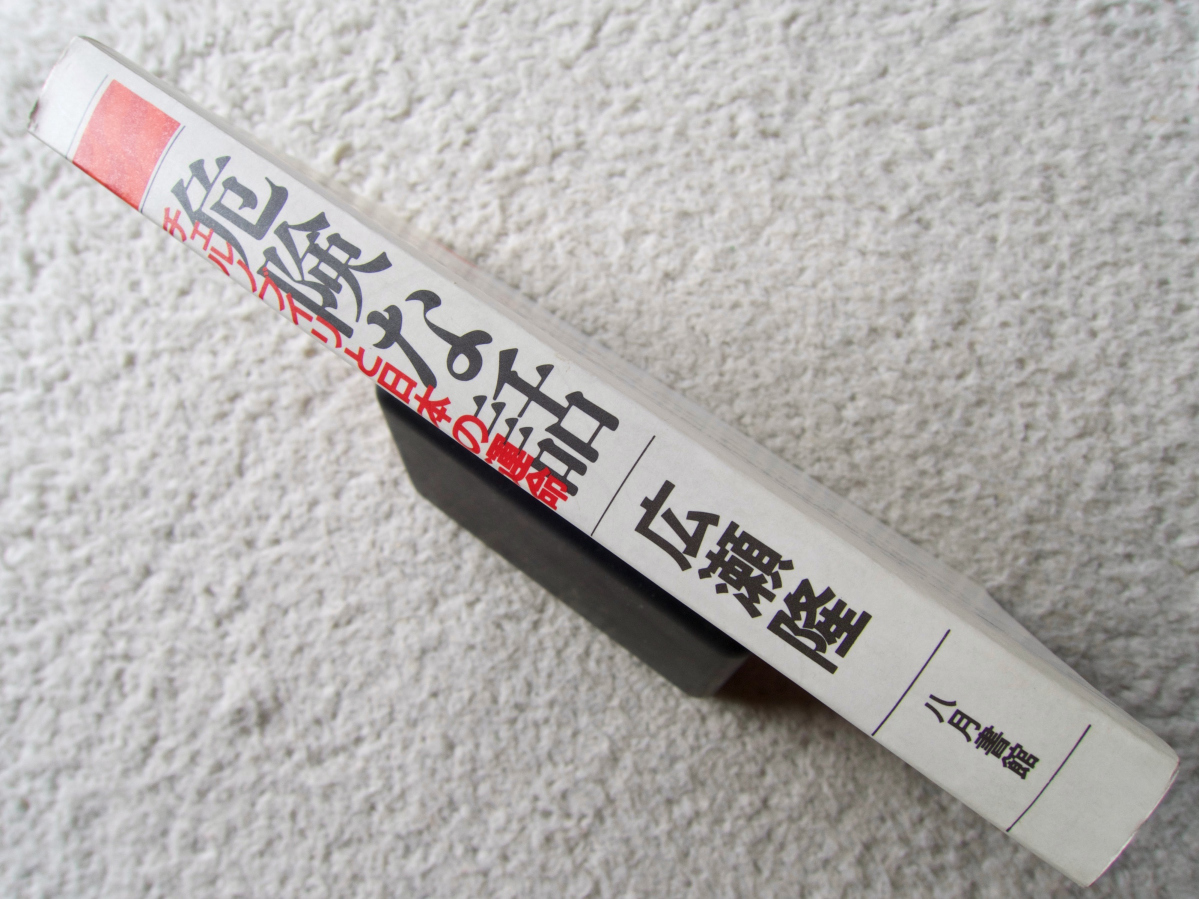 危険な話
チェルノブイリと日本の運命
広瀬隆
八月書館